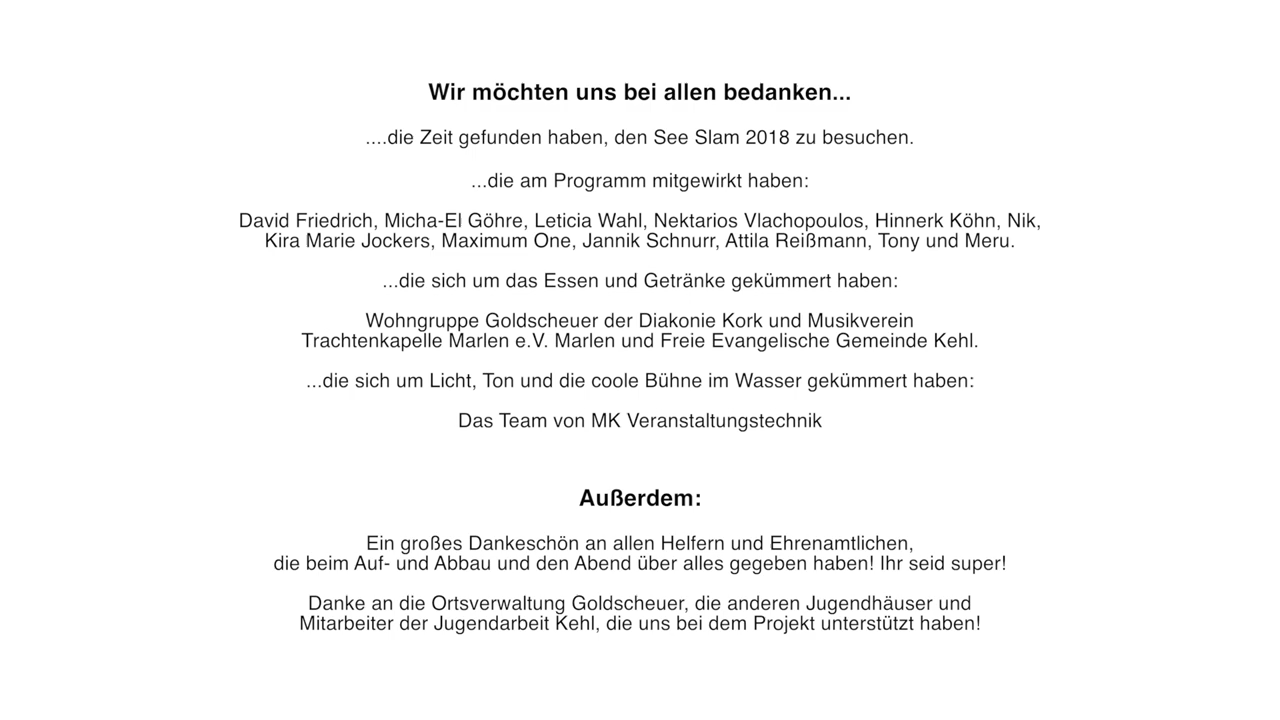 Wir möchten uns bei allen bedanken...
....die Zeit gefunden haben, den See Slam 2018 zu besuchen.
...die am Programm mitgewirkt haben:
David Friedrich, Micha-El Göhre, Leticia Wahl, Nektarios Vlachopoulos, Hinnerk Köhn, Nik,
Kira Marie Jockers, Maximum One, Jannik Schnurr, Attila Reißmann, Tony und Meru.
...die sich um das Essen und Getränke gekümmert haben:
Wohngruppe Goldscheuer der Diakonie Kork und Musikverein
Trachtenkapelle Marlen e.V. Marlen und Freie Evangelische Gemeinde Kehl.
...die sich um Licht, Ton und die coole Bühne im Wasser gekümmert haben:
Das Team von MK Veranstaltungstechnik
Außerdem:
Ein großes Dankeschön an allen Helfern und Ehrenamtlichen,
die beim Auf- und Abbau und den Abend über alles gegeben haben! Ihr seid super!
Danke an die Ortsverwaltung Goldscheuer, die anderen Jugendhäuser und
Mitarbeiter der Jugendarbeit Kehl, die uns bei dem Projekt unterstützt haben!